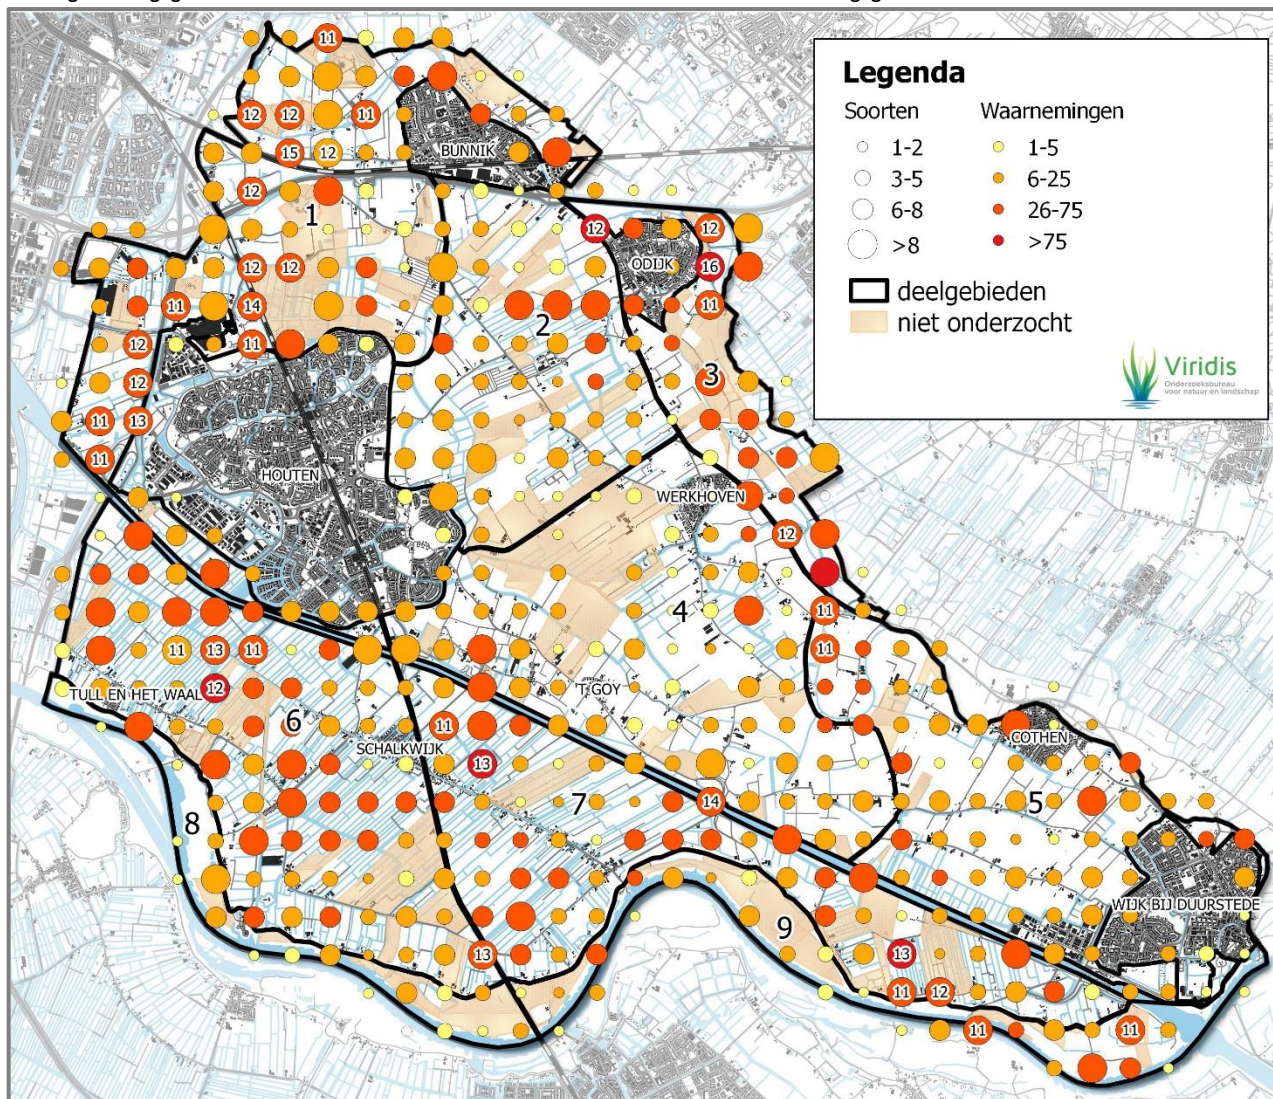 11
Legenda
Soorten Waarnemingen
1-2 1-5
3-5 6-25
6-8 26-75
>8 >75
deelgebieden
niet onderzocht
Viridis
Onderzoeksbureau
voor natuur en landschap
12 12 11
BUNNIK
15 12
12
1
12 12
ODIJK
12 12 16
11 14 11
2
12 11
12 3
11 13
11
HOUTEN
WERKHOVEN
12
11
4
11 13 11 11
12
TULL EN HET WAAL
'T GOY
6
11
SCHALKWIJK
COTHEN
13
14
7
5
8
WIJK BIJ DUURSTEDE
9
13 13
11 12
11 11